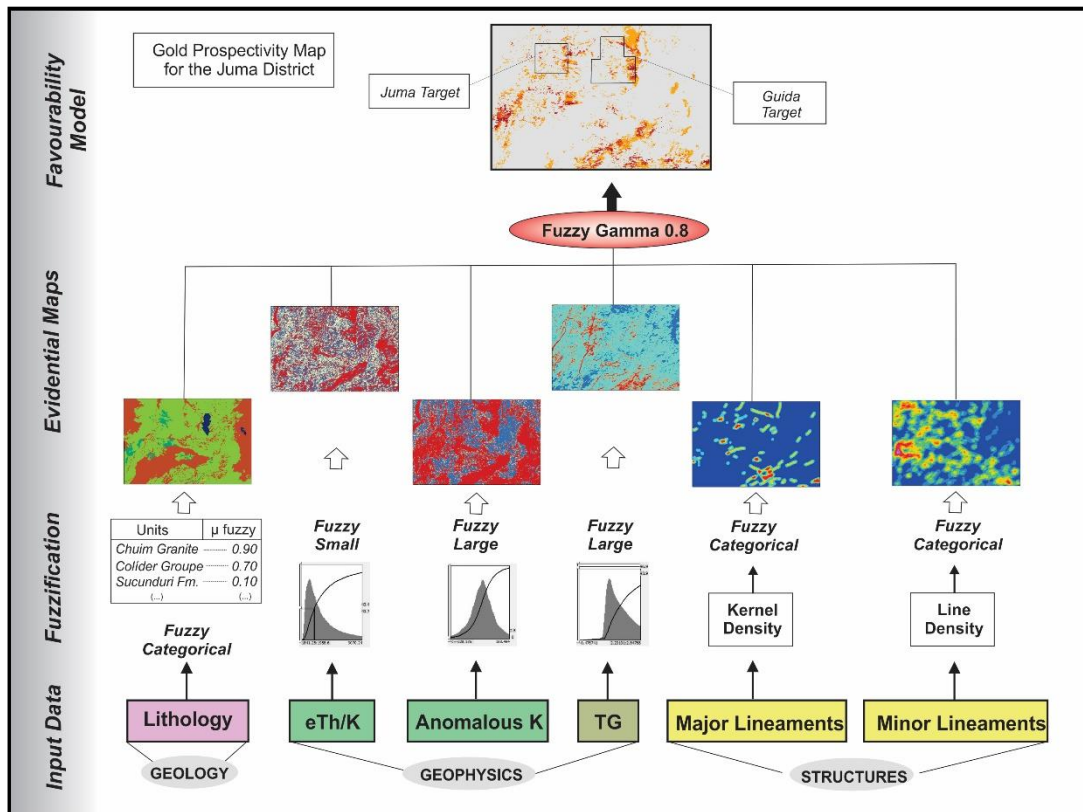 Favourability
Model
Gold Prospectivity Map
for the Juma District
Juma Target
Guida
Target
Fuzzy Gamma 0.8
Evidential Maps
Fuzzification
Units μ fuzzy
Chuim Granite ........ 0.90
Colíder Groupe ........ 0.70
Sucunduri Fm. ........ 0.10
(...) (...)
Fuzzy
Categorical
Fuzzy
Small
Fuzzy
Large
Fuzzy
Large
Fuzzy
Categorical
Kernel
Density
Fuzzy
Categorical
Line
Density
Input Data
Lithology
eTh/K
Anomalous K
TG
Major Lineaments
Minor Lineaments
GEOLOGY
GEOPHYSICS
STRUCTURES